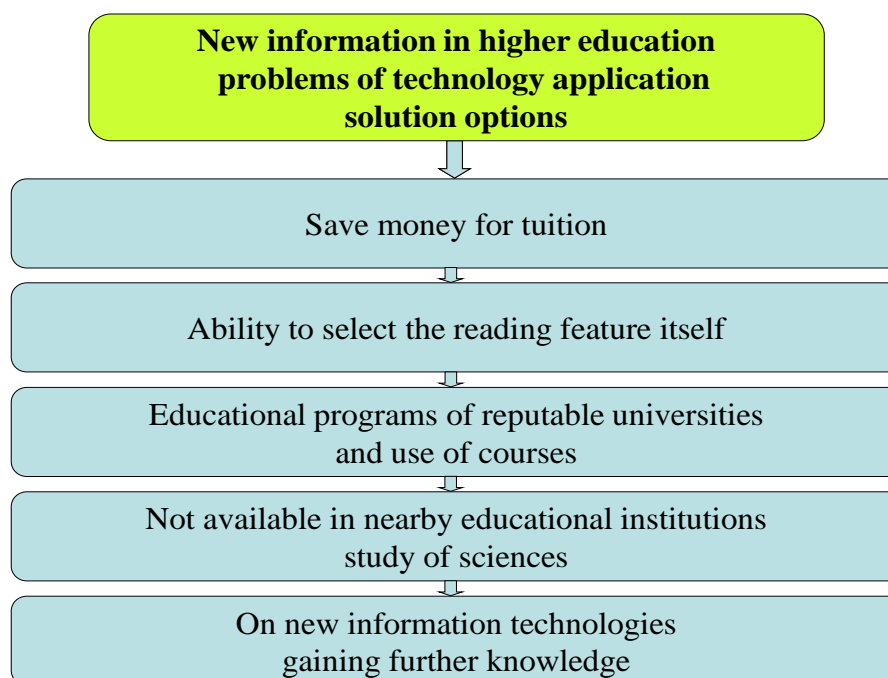 New information in higher education
problems of technology application
solution options
Save money for tuition
Ability to select the reading feature itself
Educational programs of reputable universities
and use of courses
Not available in nearby educational institutions
study of sciences
On new information technologies
gaining further knowledge